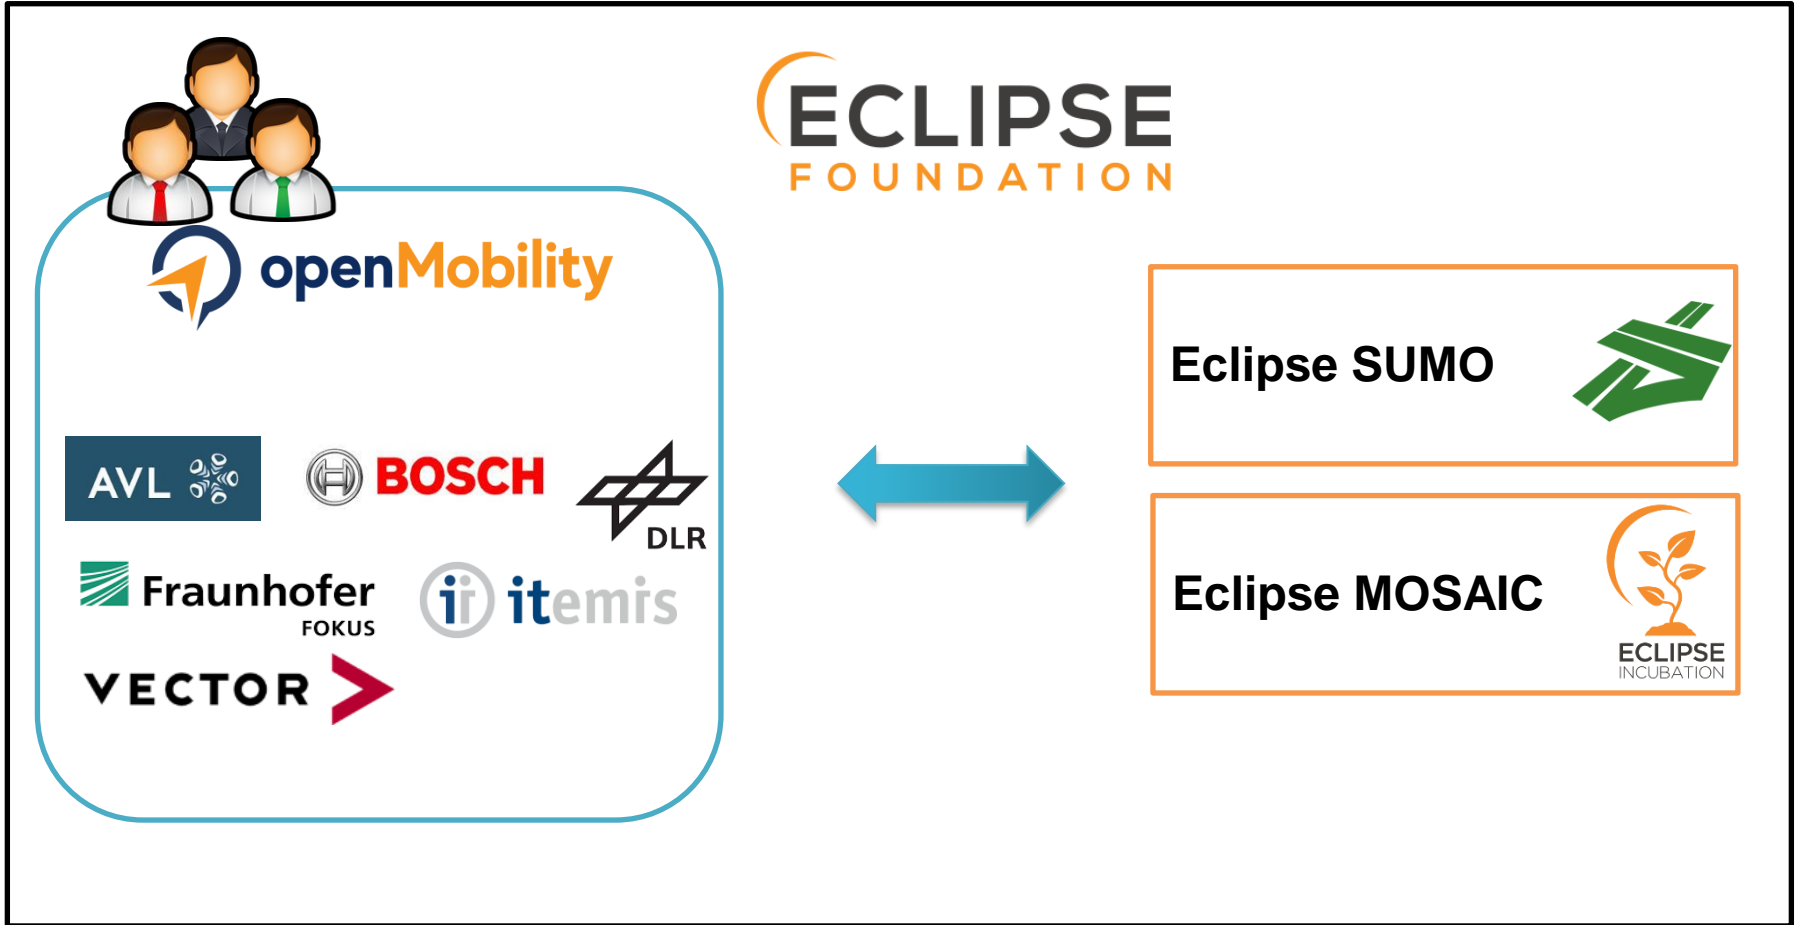 ECLIPSE
FOUNDATION
openMobility
AVL
BOSCH
DLR
Fraunhofer
FOKUS
itemis
VECTOR
Eclipse SUMO
Eclipse MOSAIC
ECLIPSE
INCUBATION